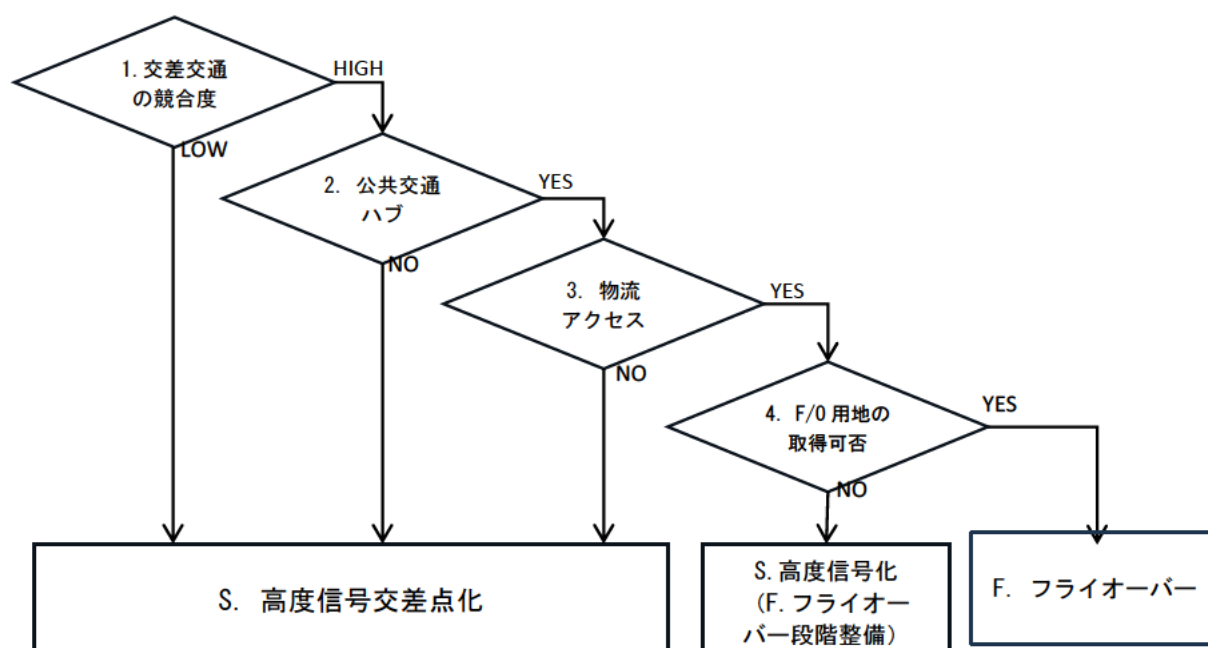 1.交差交通
の競合度
HIGH
LOW
2. 公共交通
ハブ
YES
NO
3. 物流
アクセス
YES
NO
4. F/O 用地の
取得可否
YES
NO
S. 高度信号交差点化
S.高度信号化
（F.フライオー
バー段階整備）
F. フライオーバー